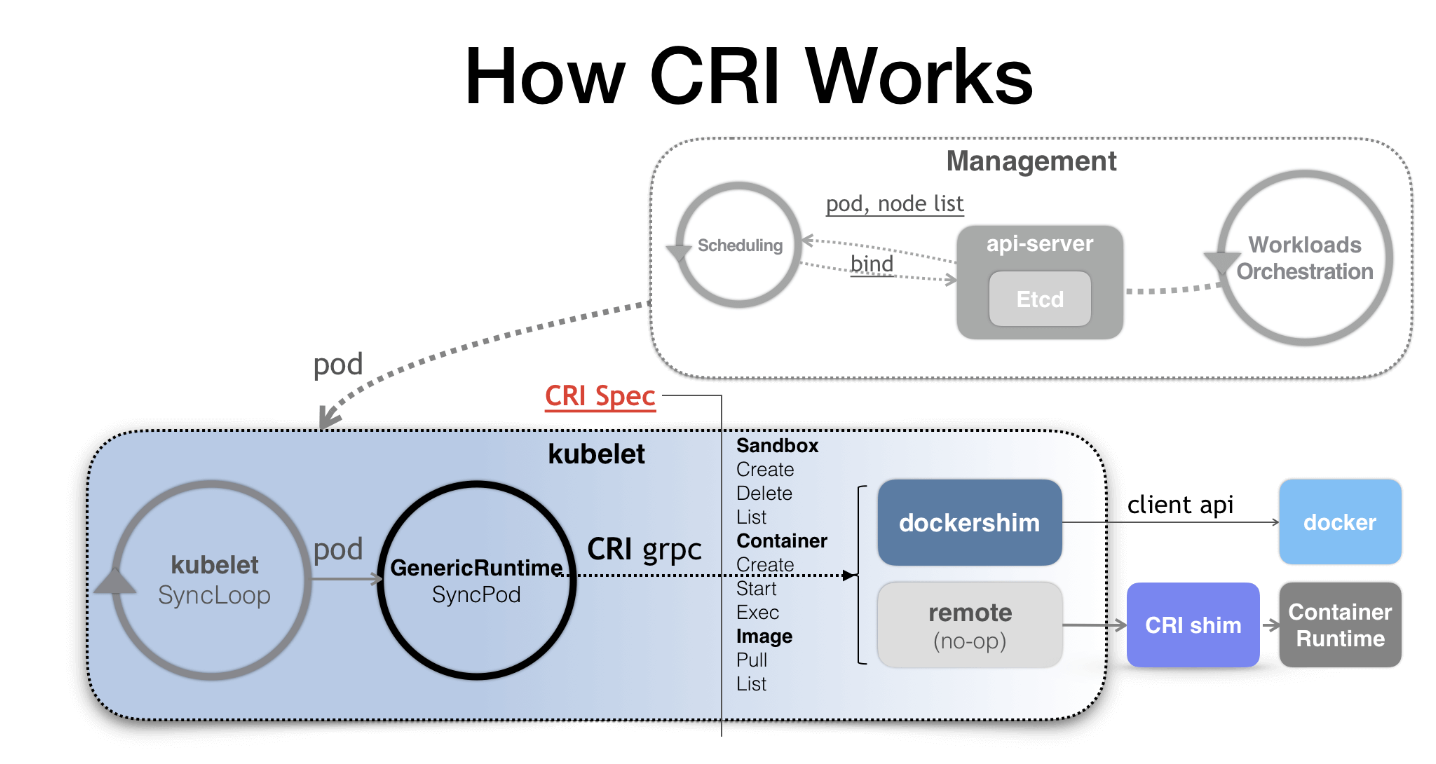 How CRI Works
Management
Scheduling
pod, node list
bind
api-server
Etcd
Workloads
Orchestration
pod
CRI Spec
kubelet
kubelet
SyncLoop
pod
GenericRuntime
SyncPod
CRI grpc
Sandbox
Create
Delete
List
Container
Create
Start
Exec
Image
Pull
List
dockershim
client api
docker
remote
(no-op)
CRI shim
Container
Runtime